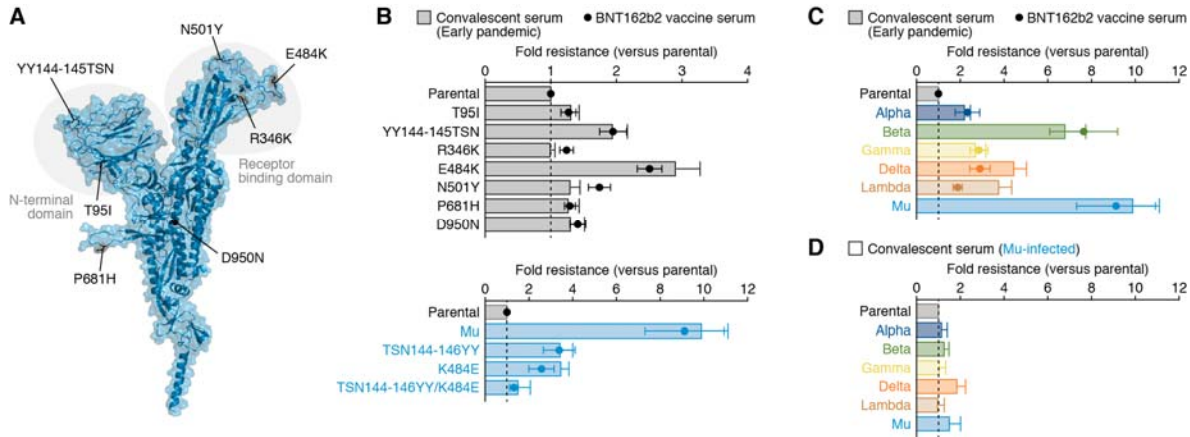 A
N501Y
E484K
YY144-145TSN
R346K
Receptor
binding domain
N-terminal
domain
T95I
D950N
P681H
B
Convalescent serum
(Early pandemic)
BNT162b2 vaccine serum
Fold resistance (versus parental)
0 1 2 3 4
Parental
T95I
YY144-145TSN
R346K
E484K
N501Y
P681H
D950N
Fold resistance (versus parental)
0 2 4 6 8 10 12
Parental
Mu
TSN144-146YY
K484E
TSN144-146YY/K484E
C
Convalescent serum
(Early pandemic)
BNT162b2 vaccine serum
Fold resistance (versus parental)
0 2 4 6 8 10 12
Parental
Alpha
Beta
Gamma
Delta
Lambda
Mu
D
Convalescent serum (Mu-infected)
Fold resistance (versus parental)
0 2 4 6 8 10 12
Parental
Alpha
Beta
Gamma
Delta
Lambda
Mu